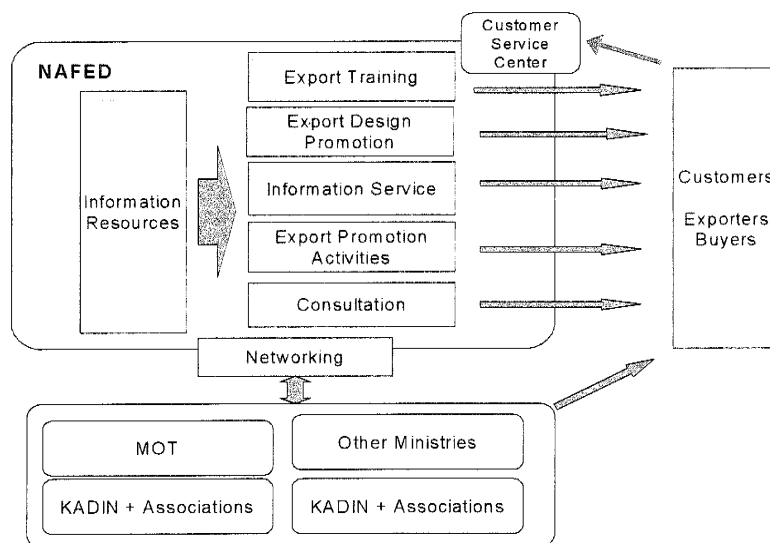 Customer
Service
Center
NAFED
Export Training
Export Design
Promotion
Information
Resources
Information Service
Export Promotion
Activities
Consultation
Customers
Exporters
Buyers
Networking
MOT
Other Ministries
KADIN + Associations
KADIN + Associations